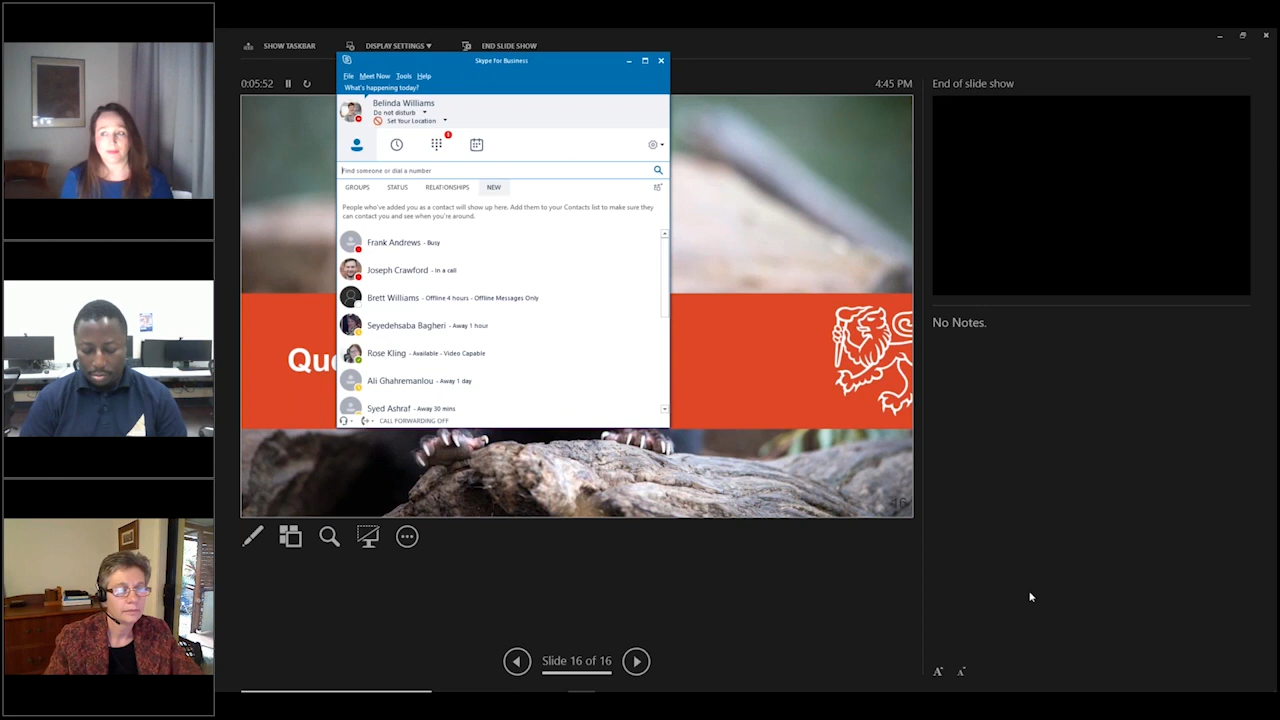 SHOW TASKBAR
DISPLAY SETTINGS ▼
END SLIDE SHOW
0:05:52
4:45 PM
Skype for Business
File Meet Now Tools Help
What's happening today?
Belinda Williams
Do not disturb
Set Your Location
1
Find someone or dial a number
GROUPS STATUS RELATIONSHIPS NEW
People who've added you as a contact will show up here. Add them to your Contacts list to make sure they
can contact you and see when you're around.
Frank Andrews - Busy
Joseph Crawford - In a call
Brett Williams - Offline 4 hours - Offline Messages Only
Seyedehsaba Bagheri - Away 1 hour
Rose Kling - Available - Video Capable
Ali Ghahremanlou - Away 1 day
Syed Ashraf - Away 30 mins
CALL FORWARDING OFF
Que
16
Slide 16 of 16
End of slide show
No Notes.
A A